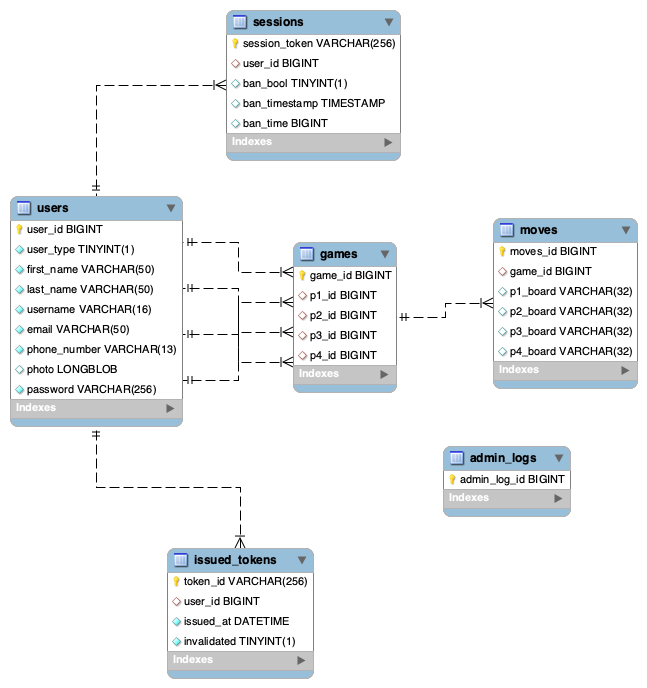 sessions
session_token VARCHAR(256)
user_id BIGINT
ban_bool TINYINT(1)
ban_timestamp TIMESTAMP
ban_time BIGINT
Indexes
users
user_id BIGINT
user_type TINYINT(1)
first_name VARCHAR(50)
last_name VARCHAR(50)
username VARCHAR(16)
email VARCHAR(50)
phone_number VARCHAR(13)
photo LONGBLOB
password VARCHAR(256)
Indexes
games
game_id BIGINT
p1_id BIGINT
p2_id BIGINT
p3_id BIGINT
p4_id BIGINT
Indexes
moves
moves_id BIGINT
game_id BIGINT
p1_board VARCHAR(32)
p2_board VARCHAR(32)
p3_board VARCHAR(32)
p4_board VARCHAR(32)
Indexes
admin_logs
admin_log_id BIGINT
Indexes
issued_tokens
token_id VARCHAR(256)
user_id BIGINT
issued_at DATETIME
invalidated TINYINT(1)
Indexes